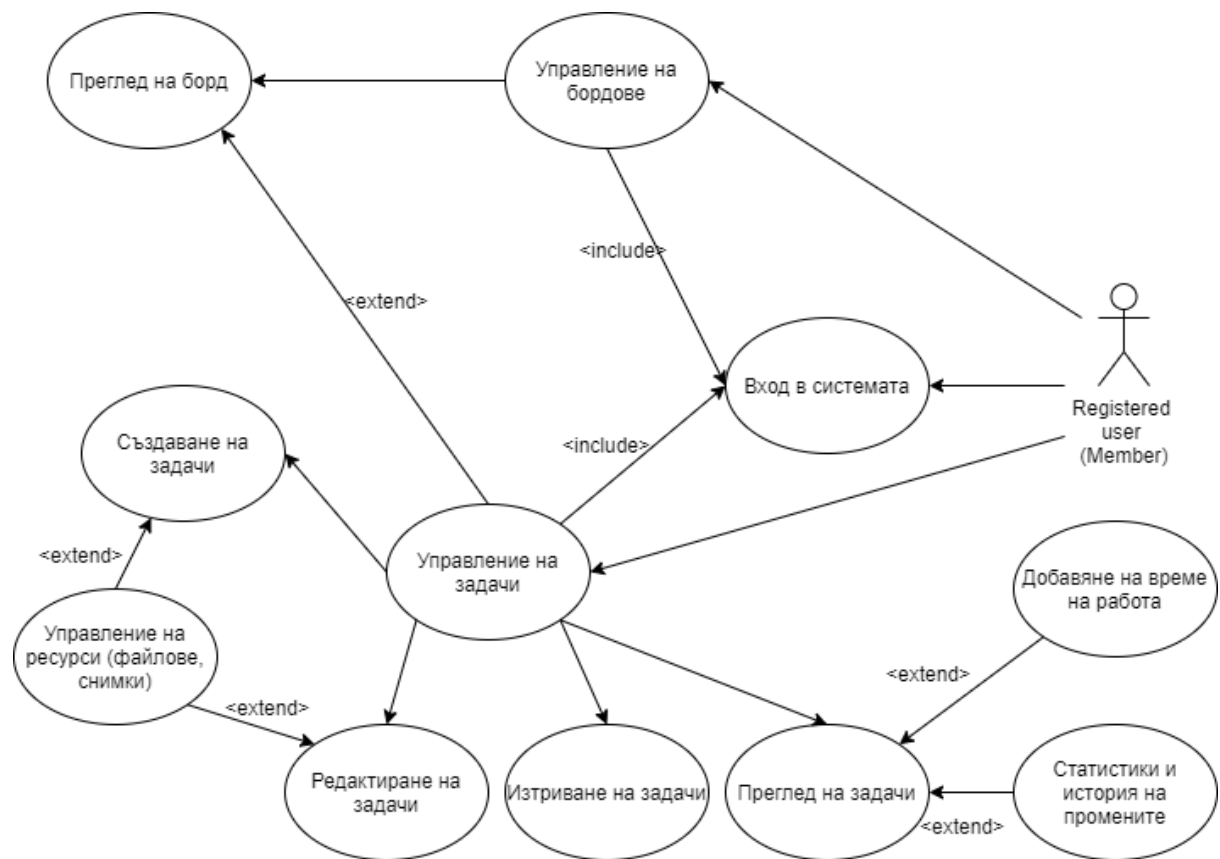 Преглед на борд
Управление на
бордове
<include>
<extend>
Вход в системата
Registered
user
(Member)
Създаване на
задачи
<include>
<extend>
Управление на
задачи
Добавяне на време
на работа
Управление на
ресурси (файлове,
снимки)
<extend>
<extend>
Редактиране на
задачи
Изтриване на задачи
Преглед на задачи
Статистики и
история на
промените
<extend>